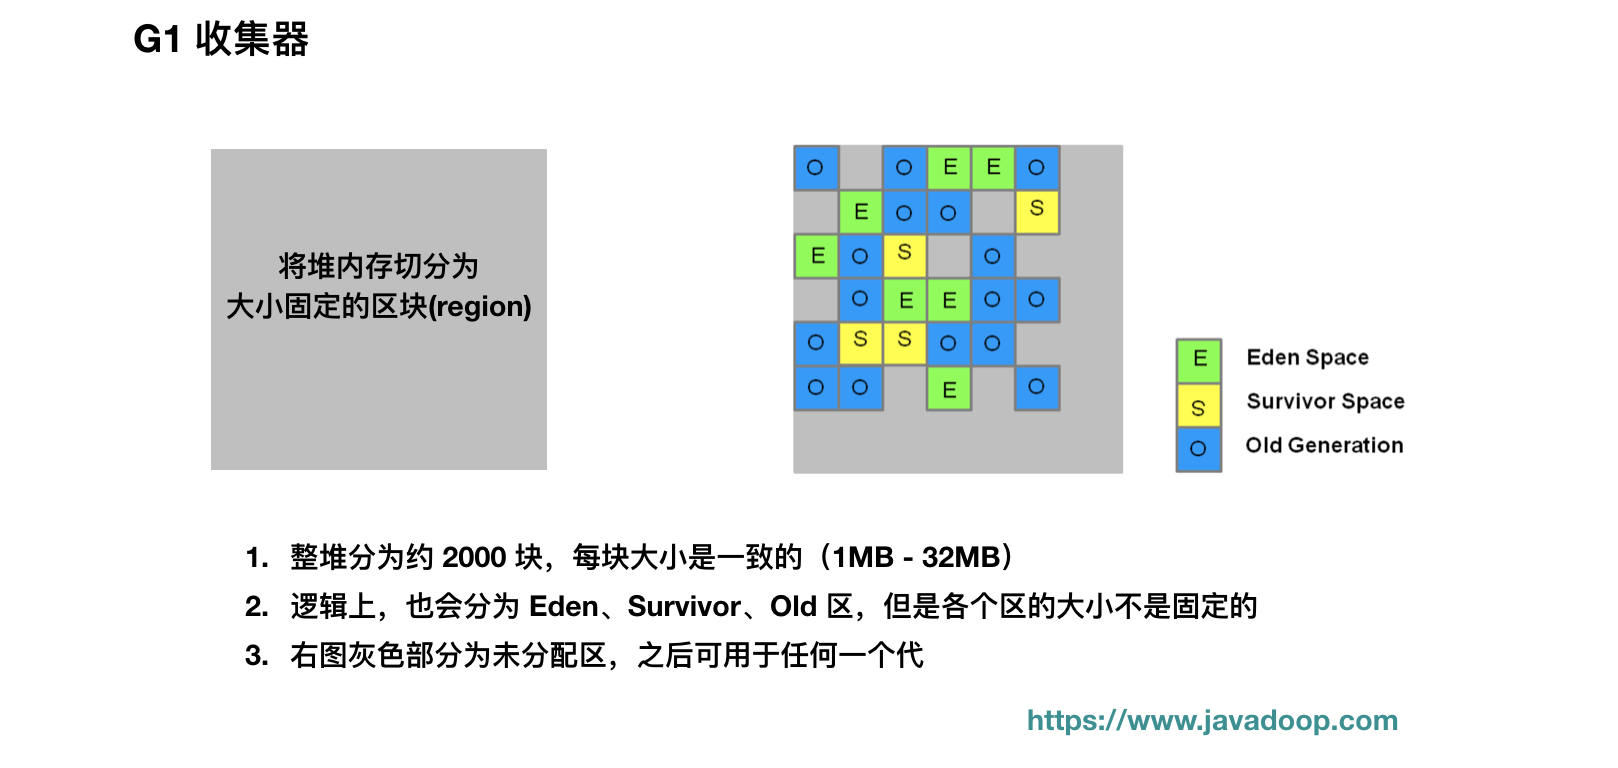 G1 收集器
将堆内存切分为
大小固定的区块(region)
O O E E O
E O O S
E O S O
O E E O O
O S S O O
O O E O
E Eden Space
S Survivor Space
O Old Generation
1. 整堆分为约 2000 块，每块大小是一致的（1MB - 32MB）
2. 逻辑上，也会分为 Eden、Survivor、Old 区，但是各个区的大小不是固定的
3. 右图灰色部分为未分配区，之后可用于任何一个代
https://www.javadoop.com